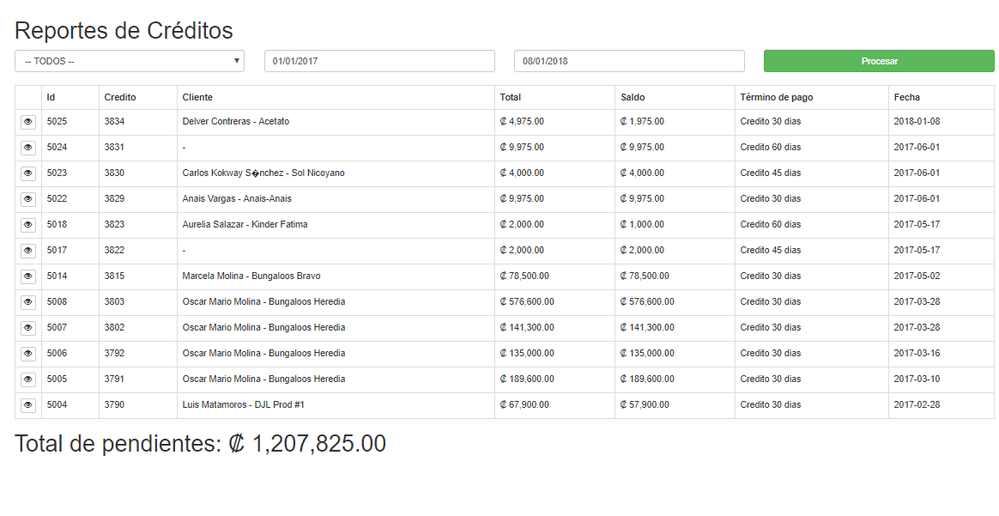 Reportes de Créditos
-- TODOS -- 01/01/2017 08/01/2018 Procesar
Id Credito Cliente Total Saldo Término de pago Fecha
5025 3834 Delver Contreras - Acetato ₡ 4,975.00 ₡ 1,975.00 Credito 30 dias 2018-01-08
5024 3831 - ₡ 9,975.00 ₡ 9,975.00 Credito 60 dias 2017-06-01
5023 3830 Carlos Kokway S�nchez - Sol Nicoyano ₡ 4,000.00 ₡ 4,000.00 Credito 45 dias 2017-06-01
5022 3829 Anais Vargas - Anais-Anais ₡ 9,975.00 ₡ 9,975.00 Credito 30 dias 2017-06-01
5018 3823 Aurelia Salazar - Kinder Fatima ₡ 2,000.00 ₡ 1,000.00 Credito 60 dias 2017-05-17
5017 3822 - ₡ 2,000.00 ₡ 2,000.00 Credito 45 dias 2017-05-17
5014 3815 Marcela Molina - Bungaloos Bravo ₡ 78,500.00 ₡ 78,500.00 Credito 30 dias 2017-05-02
5008 3803 Oscar Mario Molina - Bungaloos Heredia ₡ 576,600.00 ₡ 576,600.00 Credito 30 dias 2017-03-28
5007 3802 Oscar Mario Molina - Bungaloos Heredia ₡ 141,300.00 ₡ 141,300.00 Credito 30 dias 2017-03-28
5006 3792 Oscar Mario Molina - Bungaloos Heredia ₡ 135,000.00 ₡ 135,000.00 Credito 30 dias 2017-03-16
5005 3791 Oscar Mario Molina - Bungaloos Heredia ₡ 189,600.00 ₡ 189,600.00 Credito 30 dias 2017-03-10
5004 3790 Luis Matamoros - DJL Prod #1 ₡ 67,900.00 ₡ 57,900.00 Credito 30 dias 2017-02-28
Total de pendientes: ₡ 1,207,825.00